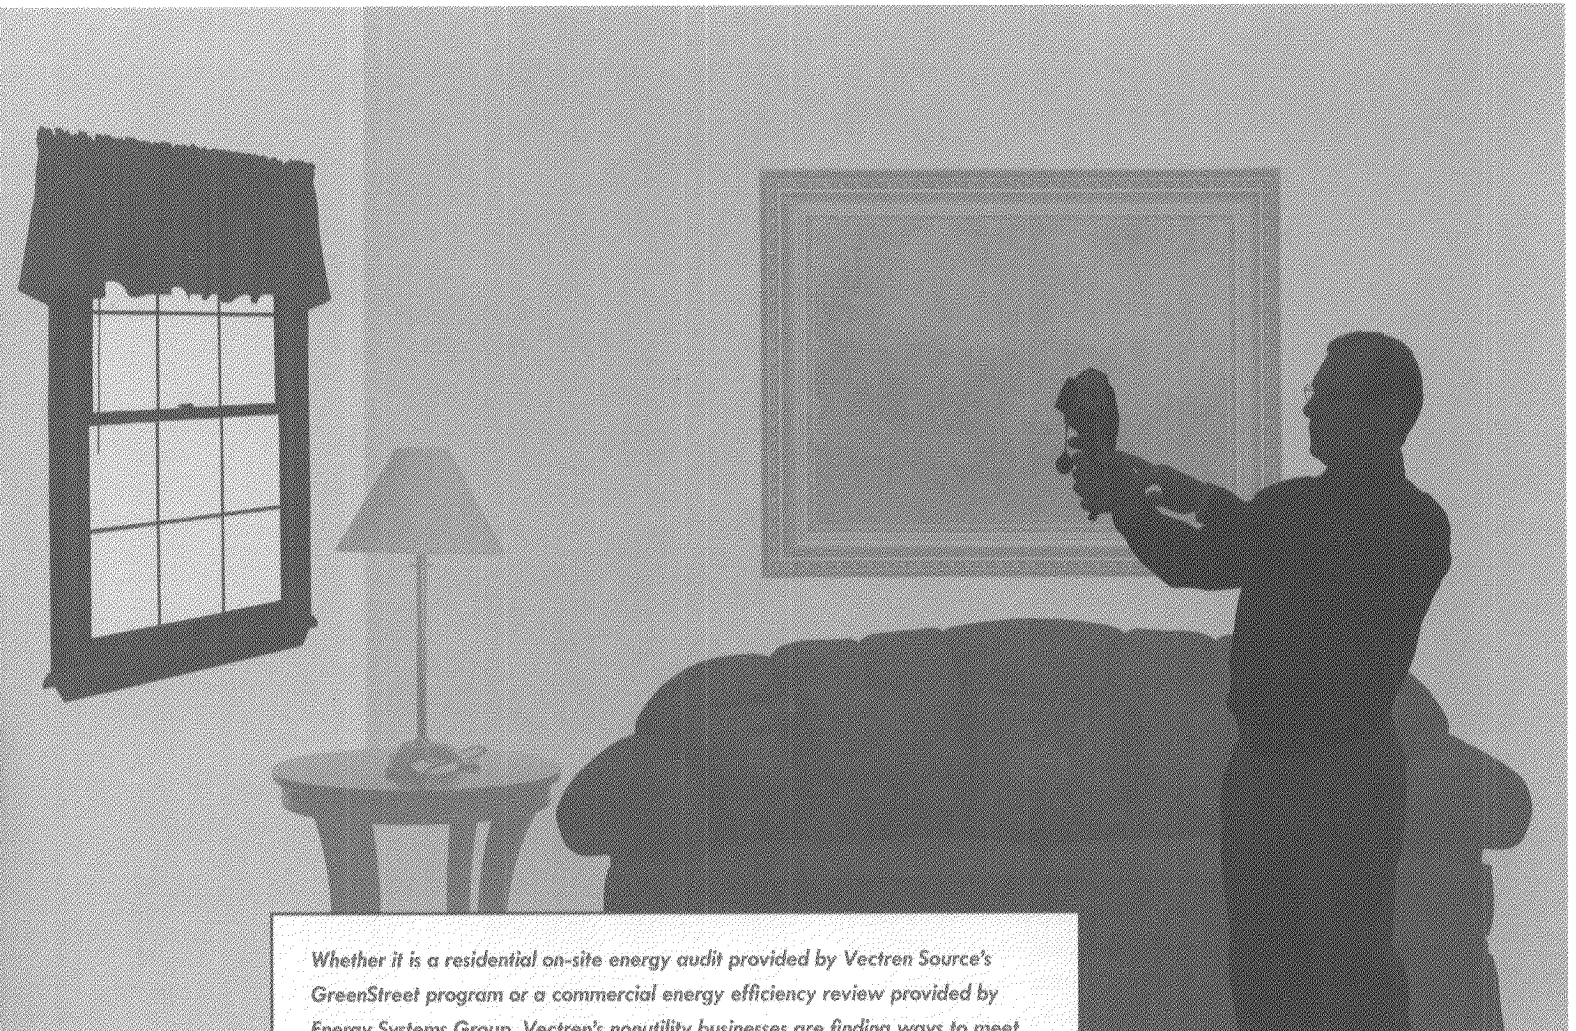 Whether it is a residential on-site energy audit provided by Vectren Source's
GreenStreet program or a commercial energy efficiency review provided by
Energy Systems Group, Vectren's nonutility businesses are finding ways to meet